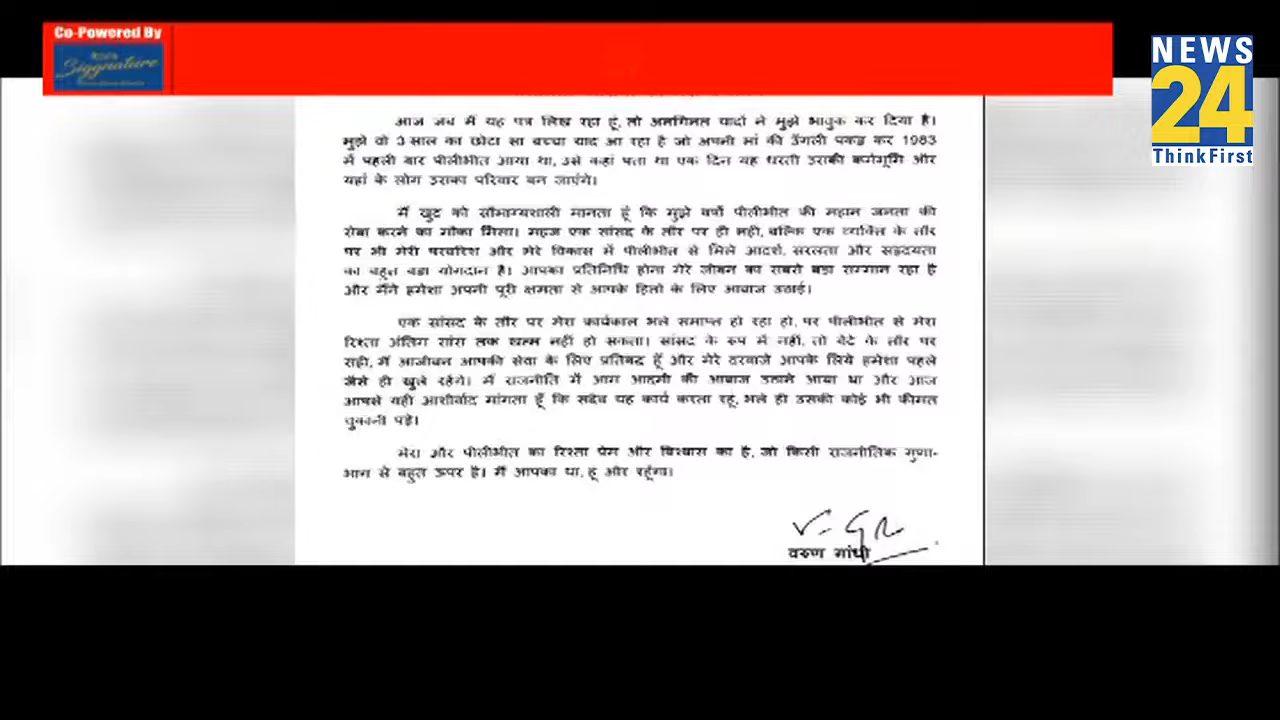 Co-Powered By
Siggnature
NEWS
24
ThinkFirst
आज जब मैं यह पत्र लिख रहा हूं, तो अनगिनत यादों ने मुझे भावुक कर दिया है।
मुझे वो 3 साल का छोटा सा बच्चा याद आ रहा है जो अपनी मां की उँगली पकड़ कर 1983
में पहली बार पीलीभीत आया था, उसे कहां पता था एक दिन यह धरती उसकी कर्मभूमि और
यहां के लोग उसका परिवार बन जाएंगे।
मैं खुद को सौभाग्यशाली मानता हूं कि मुझे वर्षों पीलीभीत की महान जनता की
सेवा करने का मौका मिला। महज एक सांसद के तौर पर ही नहीं, बल्कि एक व्यक्ति के तौर
पर भी मेरी परवरिश और मेरे विकास में पीलीभीत से मिले आदर्श, सरलता और सहृदयता
का बहुत बड़ा योगदान है। आपका प्रतिनिधि होना मेरे जीवन का सबसे बड़ा सम्मान रहा है
और मैंने हमेशा अपनी पूरी क्षमता से आपके हितों के लिए आवाज उठाई।
एक सांसद के तौर पर मेरा कार्यकाल भले समाप्त हो रहा हो, पर पीलीभीत से मेरा
रिश्ता अंतिम सांस तक खत्म नहीं हो सकता। सांसद के रूप में नहीं, तो बेटे के तौर पर
सही, मैं आजीवन आपकी सेवा के लिए प्रतिबद्ध हूँ और मेरे दरवाजे आपके लिये हमेशा पहले
जैसे ही खुले रहेंगे। मैं राजनीति में आम आदमी की आवाज उठाने आया था और आज
आपसे यही आशीर्वाद मांगता हूँ कि सदैव यह कार्य करता रहूं, भले ही उसकी कोई भी कीमत
चुकानी पड़े।
मेरा और पीलीभीत का रिश्ता प्रेम और विश्वास का है, जो किसी राजनीतिक गुणा-
भाग से बहुत ऊपर है। मैं आपका था, हूं और रहूँगा।
वरुण गांधी